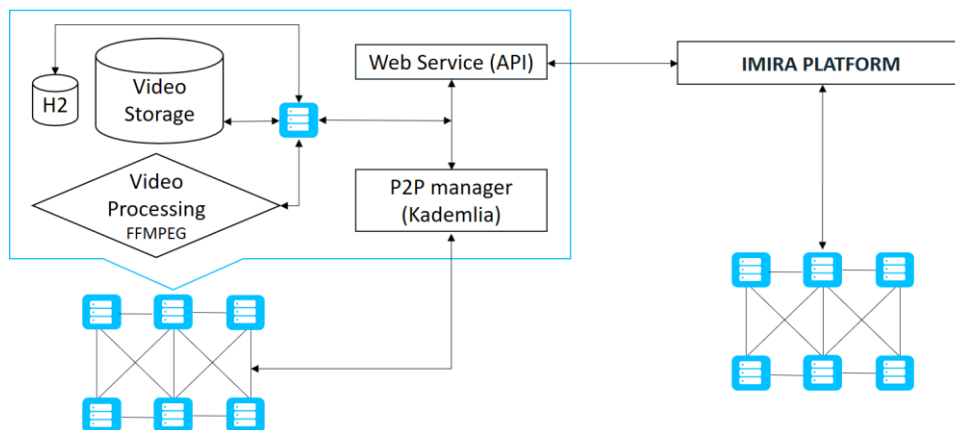 H2
Video
Storage
Web Service (API)
IMIRA PLATFORM
Video
Processing
FFMPEG
P2P manager
(Kademlia)